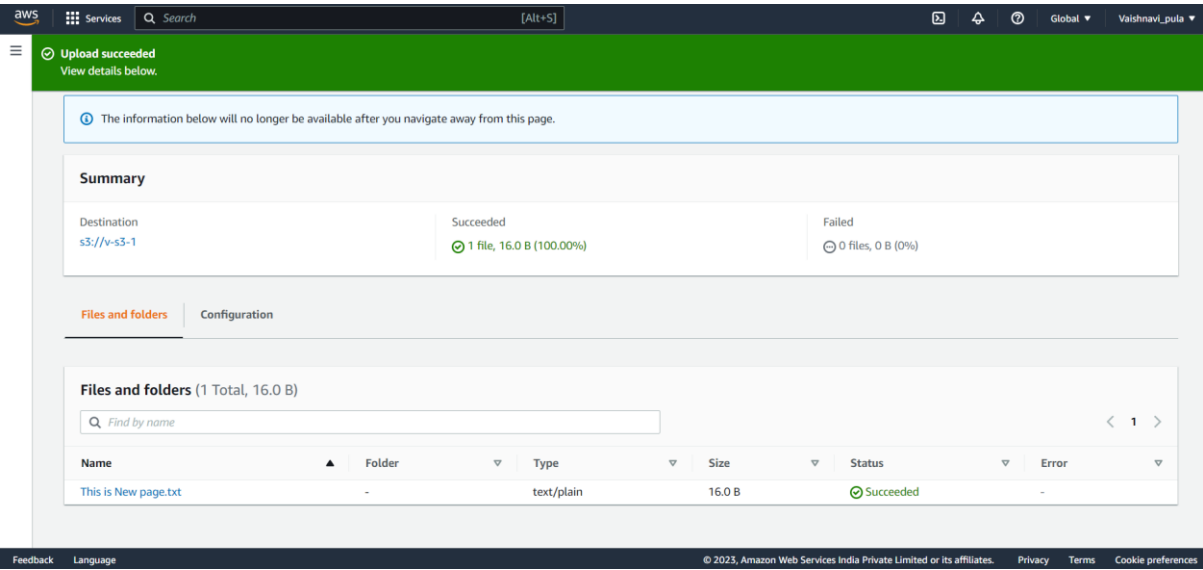 aws Services Search [Alt+S] Global Vaishnavi_pula
Upload succeeded
View details below.
The information below will no longer be available after you navigate away from this page.
Summary
Destination Succeeded Failed
s3://v-s3-1 1 file, 16.0 B (100.00%) 0 files, 0 B (0%)
Files and folders Configuration
Files and folders (1 Total, 16.0 B)
Find by name 1
Name Folder Type Size Status Error
This is New page.txt - text/plain 16.0 B Succeeded -
Feedback Language © 2023, Amazon Web Services India Private Limited or its affiliates. Privacy Terms Cookie preferences